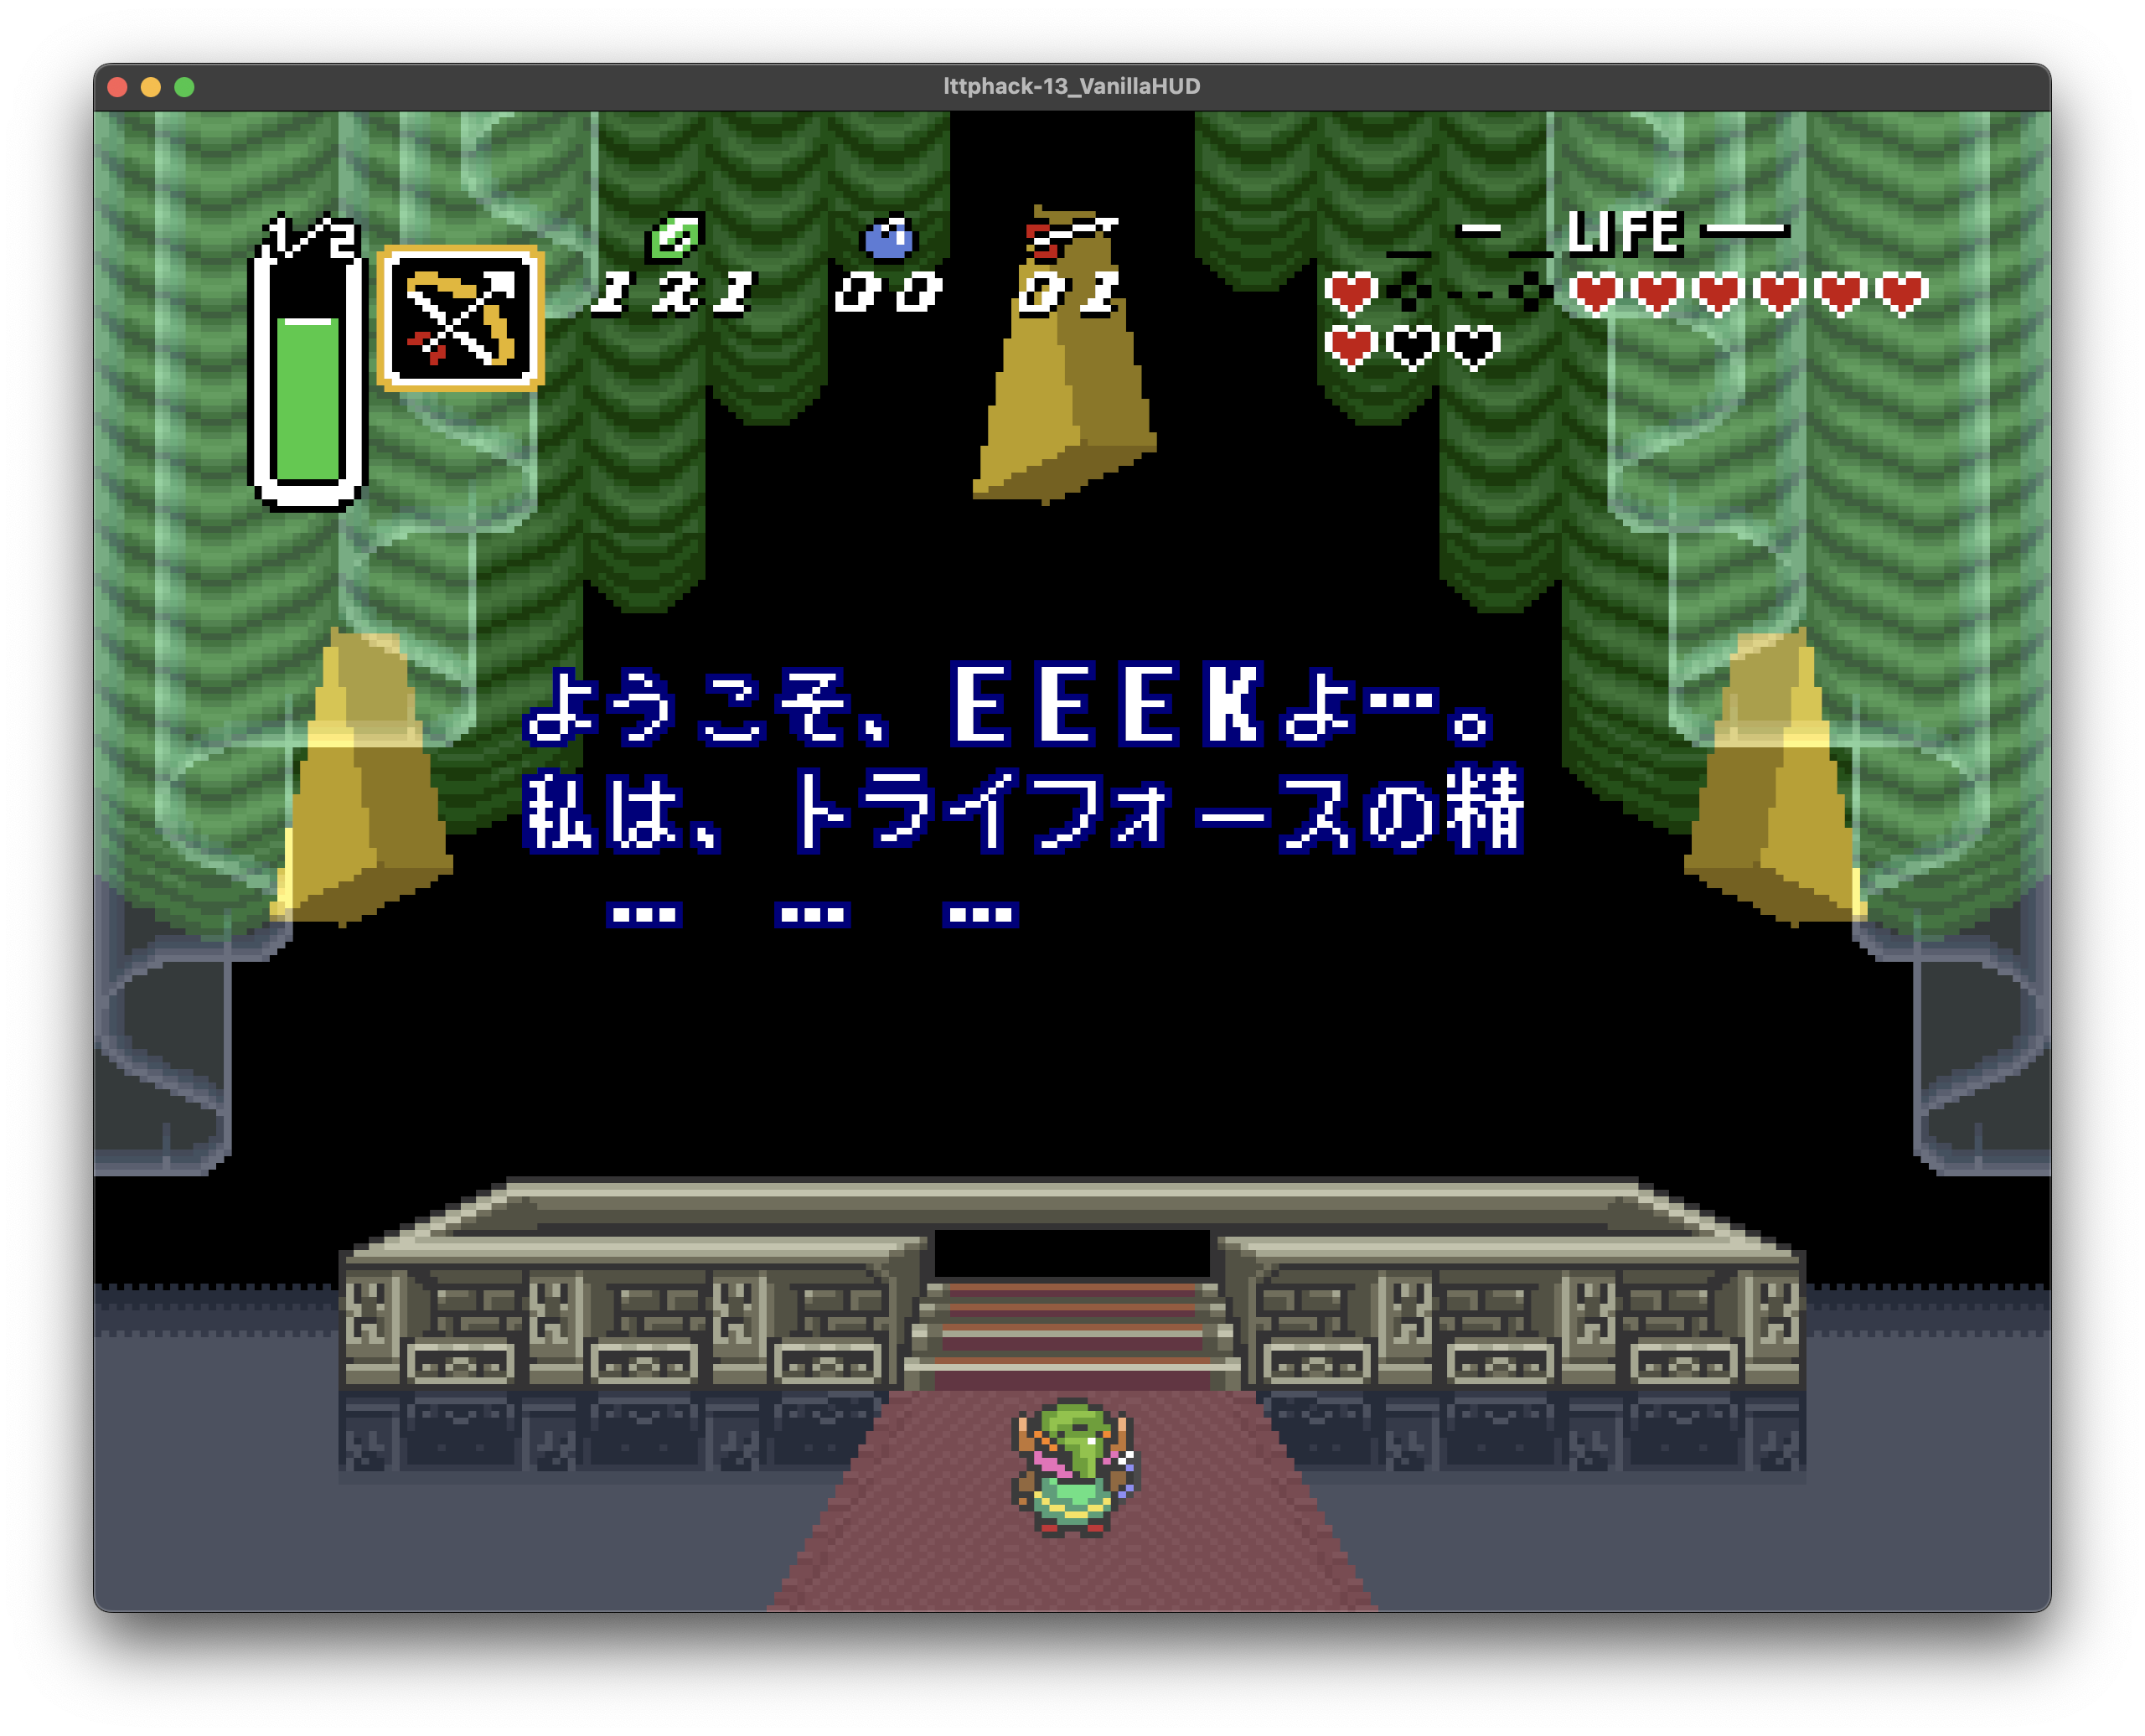 lttphack-13_VanillaHUD
1/2
LIFE
121 00 01
ようこそ、EEEKよ…。
私は、トライフォースの精
… … …